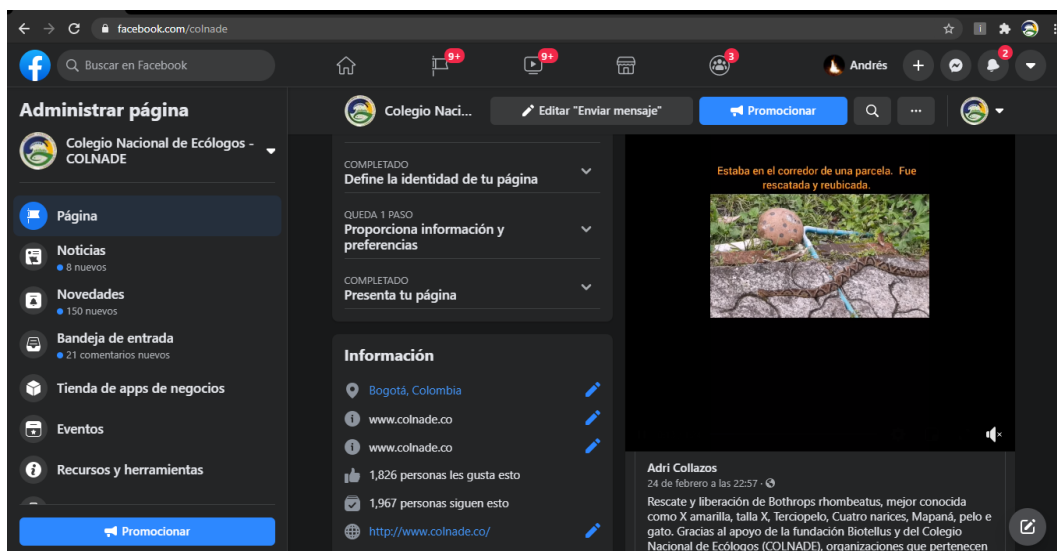 facebook.com/colnade
Buscar en Facebook
9+
9+
3
Andrés
2
Administrar página
Colegio Nacional de Ecólogos -
COLNADE
Página
Noticias
8 nuevos
Novedades
150 nuevos
Bandeja de entrada
21 comentarios nuevos
Tienda de apps de negocios
Eventos
Recursos y herramientas
Promocionar
Colegio Naci...
Editar "Enviar mensaje"
Promocionar
COMPLETADO
Define la identidad de tu página
QUEDA 1 PASO
Proporciona información y
preferencias
COMPLETADO
Presenta tu página
Información
Bogotá, Colombia
www.colnade.co
www.colnade.co
1,826 personas les gusta esto
1,967 personas siguen esto
http://www.colnade.co/
Estaba en el corredor de una parcela. Fue
rescatada y reubicada.
Adri Collazos
24 de febrero a las 22:57 ·
Rescate y liberación de Bothrops rhombeatus, mejor conocida
como X amarilla, talla X, Terciopelo, Cuatro narices, Mapaná, pelo e
gato. Gracias al apoyo de la fundación Biotellus y del Colegio
Nacional de Ecólogos (COLNADE), organizaciones que pertenecen